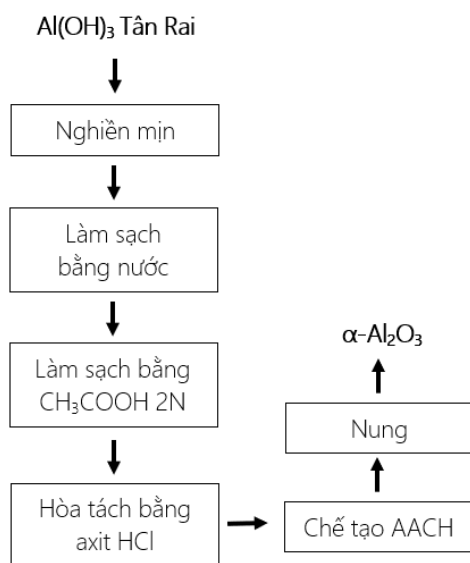 Al(OH)₃ Tân Rai
Nghiền mịn
Làm sạch
bằng nước
Làm sạch bằng
CH₃COOH 2N
Hòa tách bằng
axit HCl
Chế tạo AACH
Nung
α-Al₂O₃